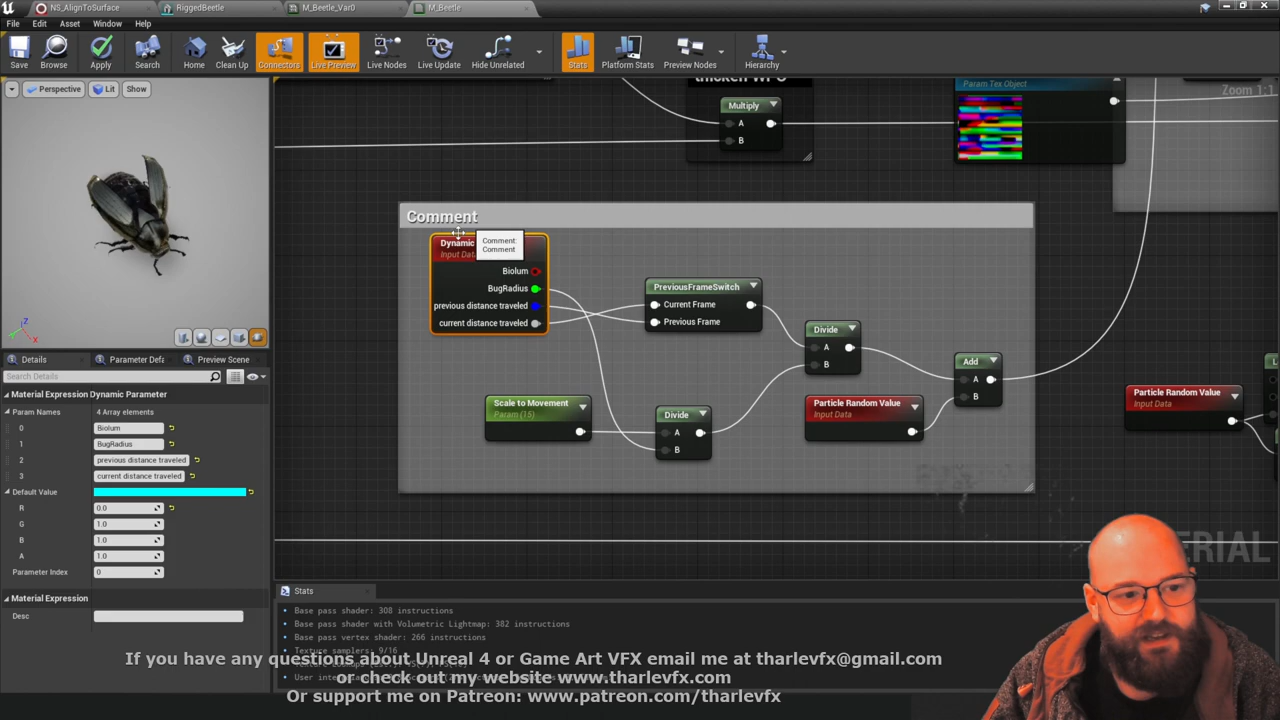 NS_AlignToSurface
RiggedBeetle
M_Beetle_Var0
M_Beetle
File
Edit
Asset
Window
Help
Save
Browse
Apply
Search
Home
Clean Up
Connectors
Live Preview
Live Nodes
Live Update
Hide Unrelated
Stats
Platform Stats
Preview Nodes
Hierarchy
Perspective
Lit
Show
Zoom 1:1
Multiply
A
B
Param Tex Object
Comment
Dynamic
Input Data
Comment:
Comment
Biolum
BugRadius
previous distance traveled
current distance traveled
PreviousFrameSwitch
Current Frame
Previous Frame
Divide
A
B
Add
A
B
Scale to Movement
Param (15)
Divide
A
B
Particle Random Value
Input Data
Particle Random Value
Input Data
Details
Preview Scene
Search Details
Material Expression Dynamic Parameter
Param Names
4 Array elements
0
Biolum
1
BugRadius
2
previous distance traveled
3
current distance traveled
Default Value
R
0.0
G
1.0
B
1.0
A
1.0
Parameter Index
0
Material Expression
Desc
Stats
Base pass shader: 308 instructions
Base pass shader with Volumetric Lightmap: 382 instructions
Base pass vertex shader: 266 instructions
Texture samplers: 9/16
If you have any questions about Unreal 4 or Game Art VFX email me at tharlevfx@gmail.com
or check out my website www.tharlevfx.com
Or support me on Patreon: www.patreon.com/tharlevfx